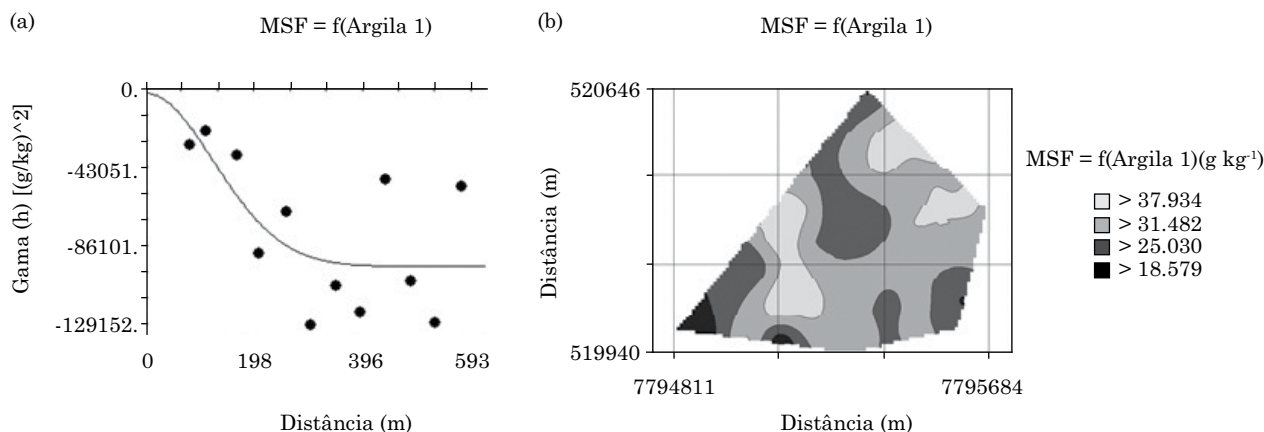 (a)
MSF = f(Argila 1)
Gama (h) [(g/kg)^2]
0.
-43051.
-86101.
-129152.
0
198
396
593
Distância (m)
(b)
MSF = f(Argila 1)
Distância (m)
520646
519940
7794811
7795684
Distância (m)
MSF = f(Argila 1)(g kg⁻¹)
> 37.934
> 31.482
> 25.030
> 18.579